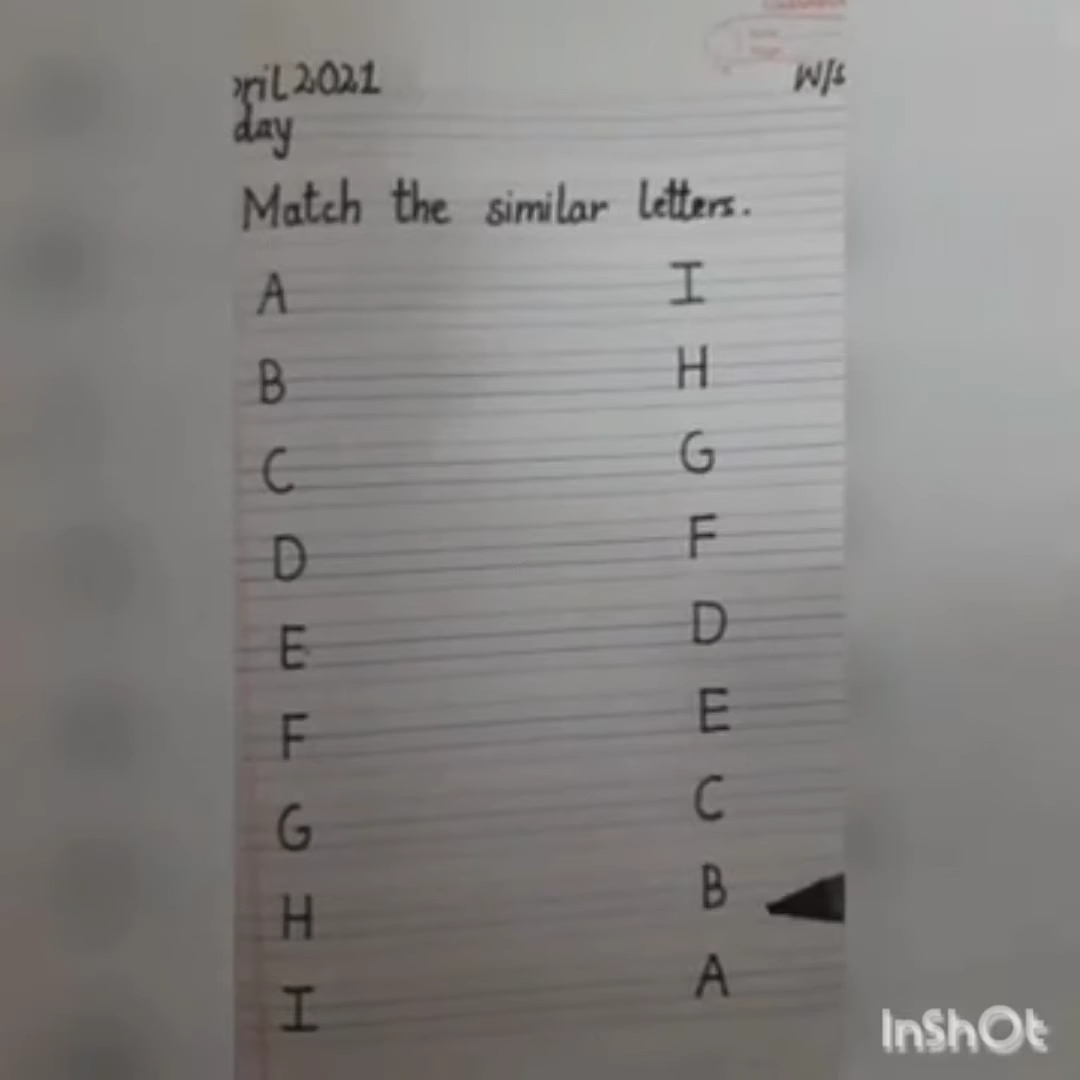 ril 2021 W/s
day
Match the similar letters.
A I
B H
C G
D F
E D
F E
G C
H B
I A
InShOt